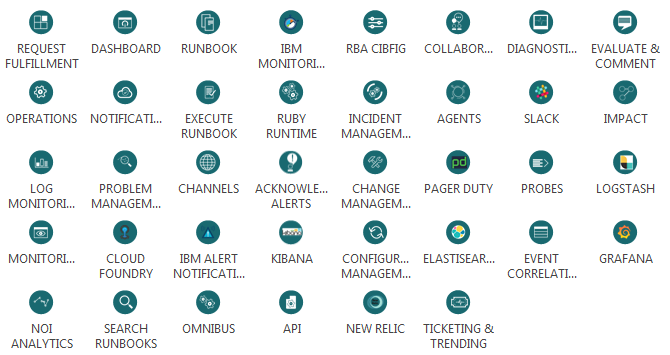 REQUEST
FULFILLMENT
DASHBOARD
RUNBOOK
IBM
MONITORI...
RBA CIBFIG
COLLABOR...
DIAGNOSTI...
EVALUATE &
COMMENT
OPERATIONS
NOTIFICATI...
EXECUTE
RUNBOOK
RUBY
RUNTIME
INCIDENT
MANAGEM...
AGENTS
SLACK
IMPACT
LOG
MONITORI...
PROBLEM
MANAGEM...
CHANNELS
ACKNOWLE...
ALERTS
CHANGE
MANAGEM...
pd
PAGER DUTY
PROBES
LOGSTASH
MONITORI...
CLOUD
FOUNDRY
IBM ALERT
NOTIFICATI...
KIBANA
CONFIGUR...
MANAGEM...
ELASTISEAR...
EVENT
CORRELATI...
GRAFANA
NOI
ANALYTICS
SEARCH
RUNBOOKS
OMNIBUS
API
NEW RELIC
TICKETING &
TRENDING